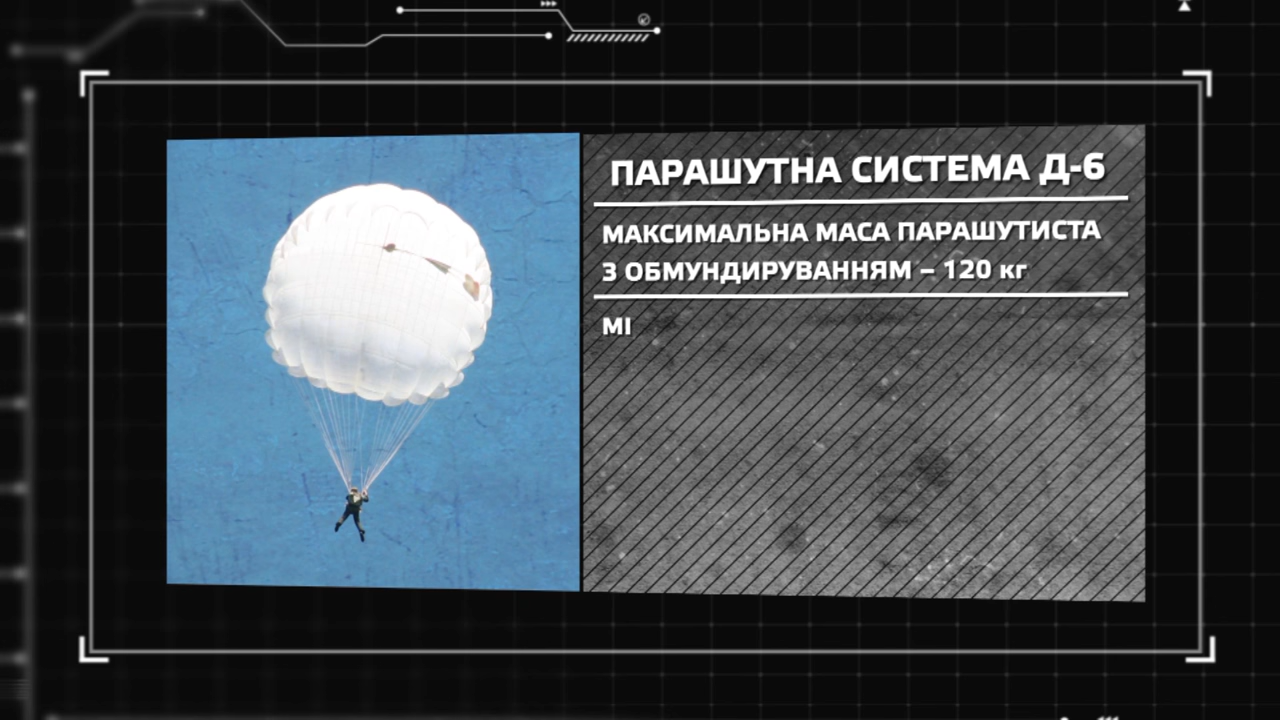 ПАРАШУТНА СИСТЕМА Д-6
МАКСИМАЛЬНА МАСА ПАРАШУТИСТА
З ОБМУНДИРУВАННЯМ – 120 кг
МІ